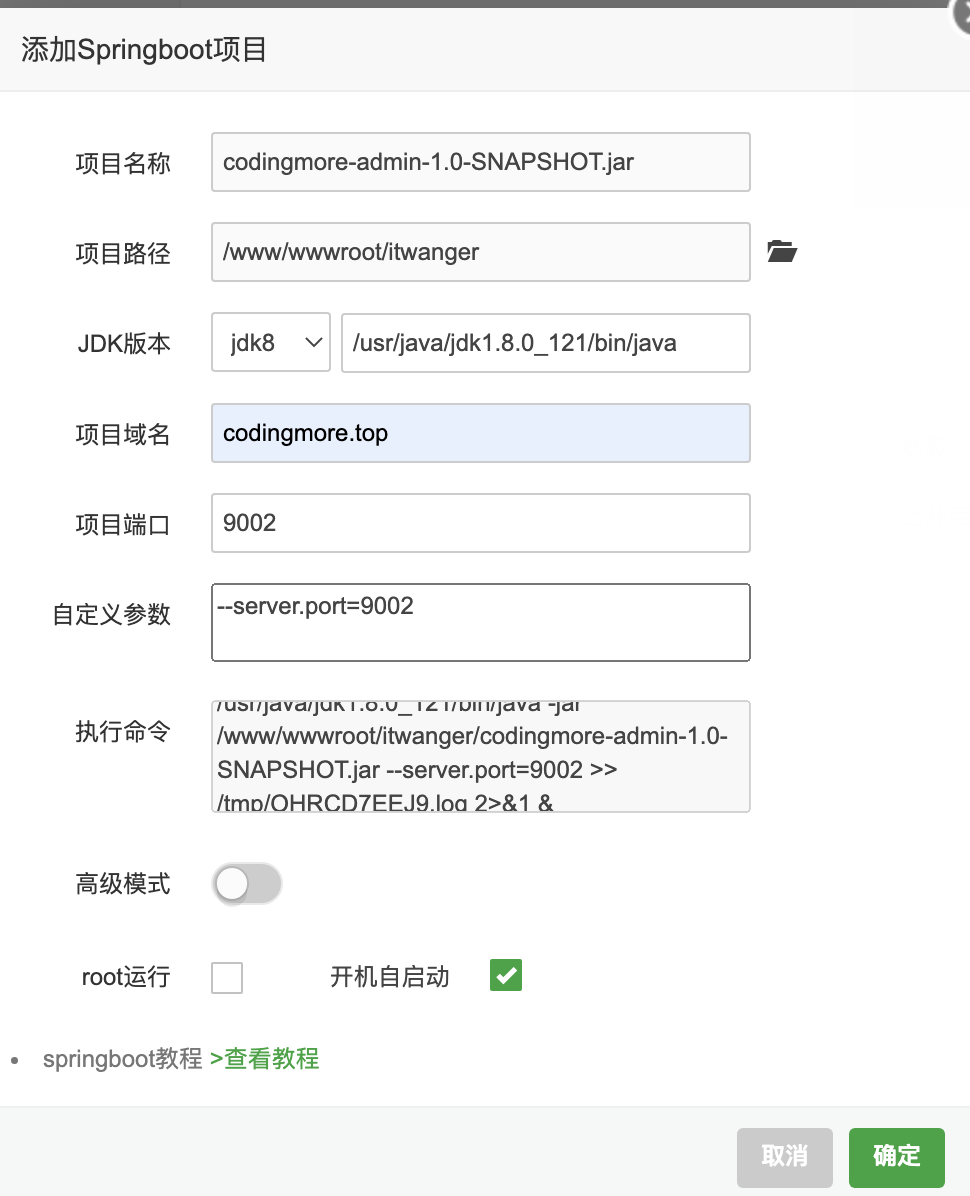 添加Springboot项目
项目名称
codingmore-admin-1.0-SNAPSHOT.jar
项目路径
/www/wwwroot/itwanger
JDK版本
jdk8
/usr/java/jdk1.8.0_121/bin/java
项目域名
codingmore.top
项目端口
9002
自定义参数
--server.port=9002
执行命令
/usr/java/jdk1.8.0_121/bin/java -jar
/www/wwwroot/itwanger/codingmore-admin-1.0-
SNAPSHOT.jar --server.port=9002 >>
/tmp/OHRCD7EEJ9.log 2>&1 &
高级模式
root运行
开机自启动
springboot教程 >查看教程
取消
确定